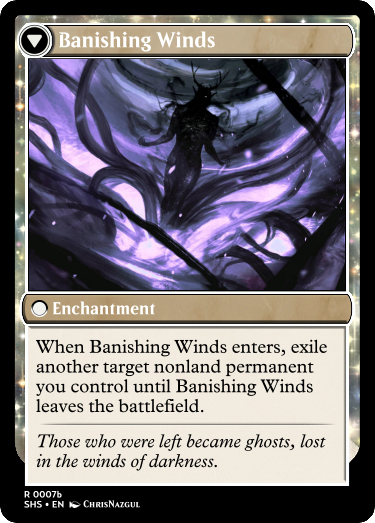 Banishing Winds
Enchantment
When Banishing Winds enters, exile
another target nonland permanent
you control until Banishing Winds
leaves the battlefield.
Those who were left became ghosts, lost
in the winds of darkness.
R 0007b
SHS • EN ChrisNazgul